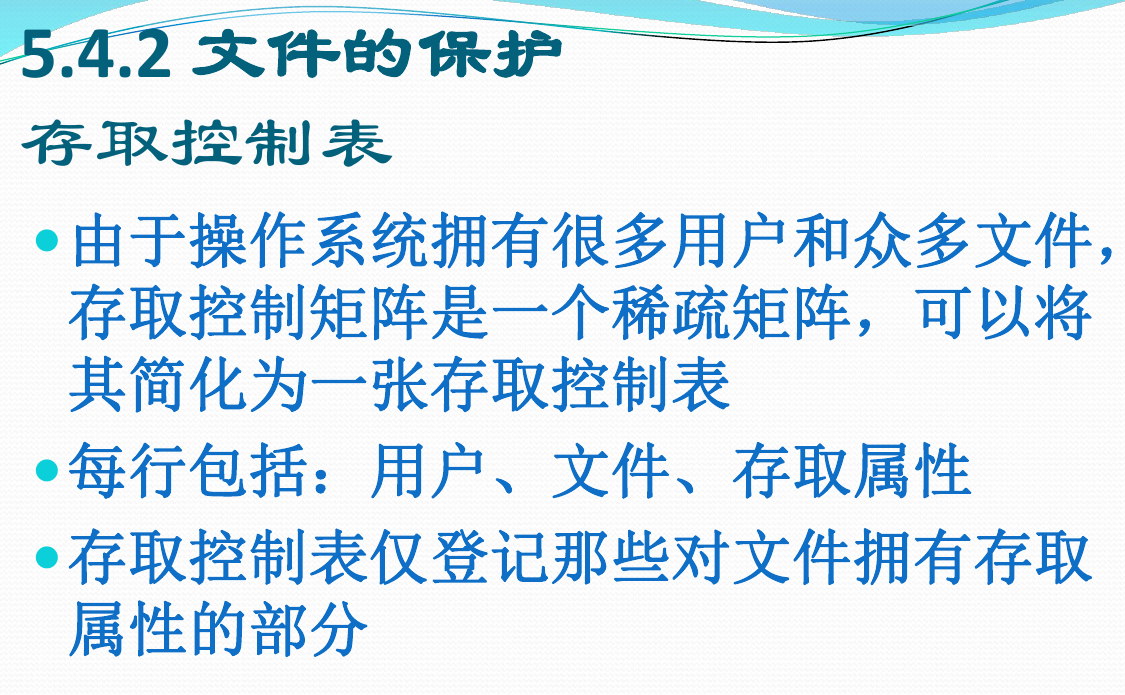 5.4.2 文件的保护
存取控制表
由于操作系统拥有很多用户和众多文件，
存取控制矩阵是一个稀疏矩阵，可以将
其简化为一张存取控制表
每行包括：用户、文件、存取属性
存取控制表仅登记那些对文件拥有存取
属性的部分